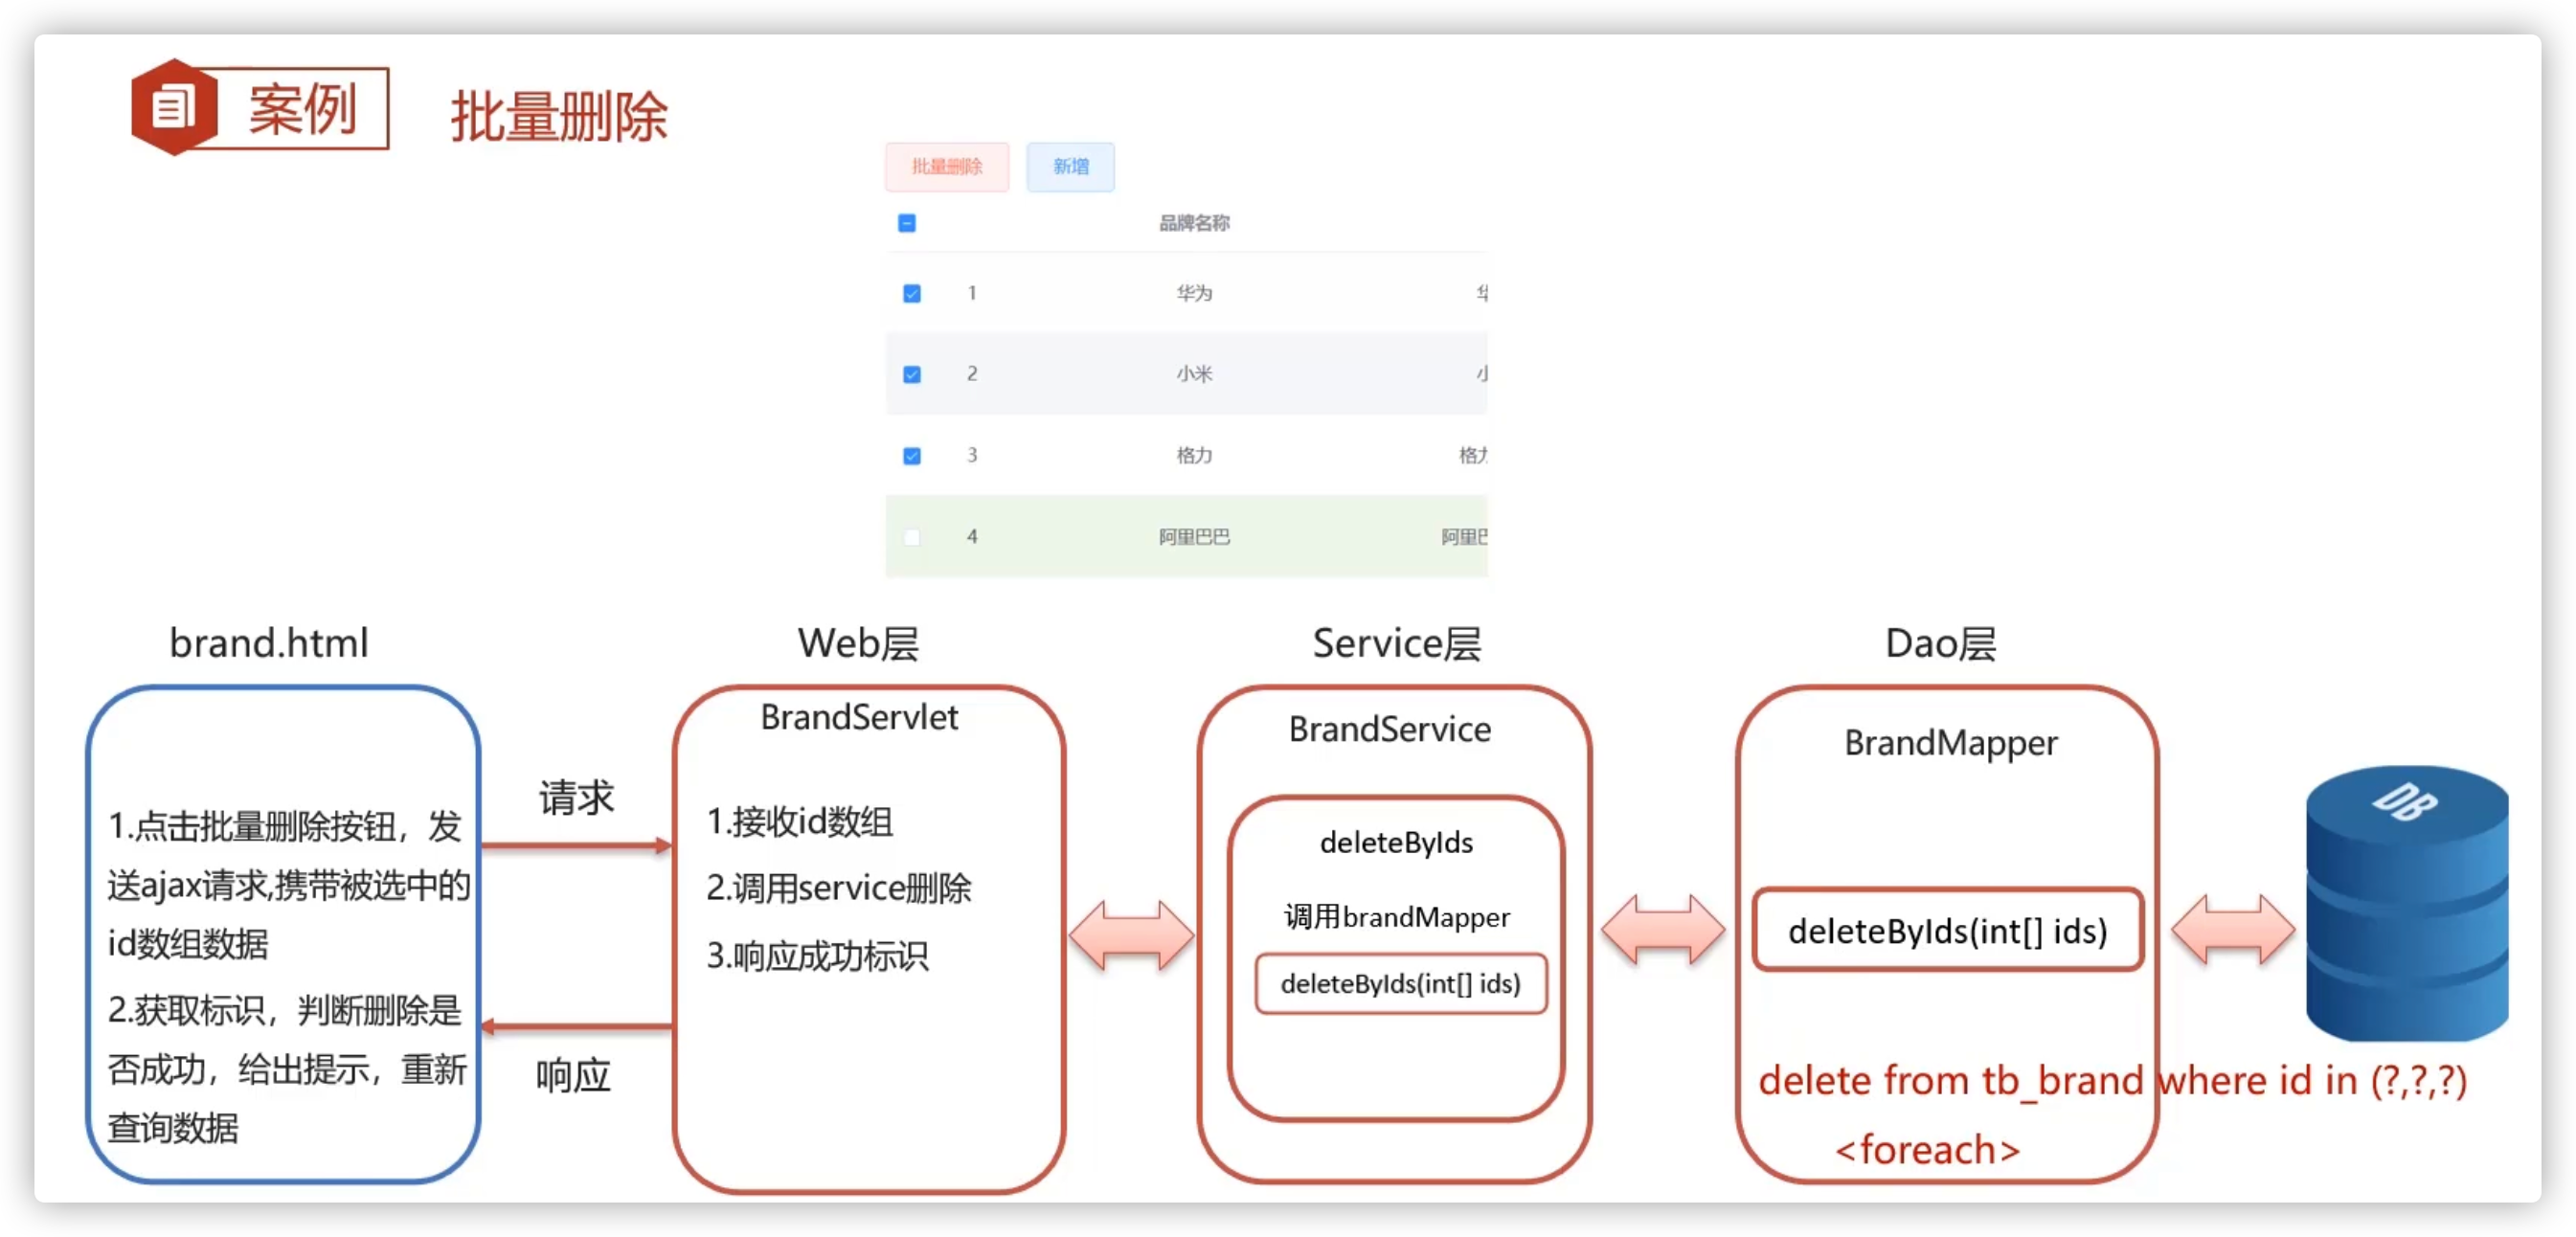 案例
批量删除
批量删除 新增
品牌名称
1 华为
2 小米
3 格力 格力
4 阿里巴巴 阿里巴
brand.html
Web层
Service层
Dao层
1.点击批量删除按钮，发
送ajax请求,携带被选中的
id数组数据
2.获取标识，判断删除是
否成功，给出提示，重新
查询数据
请求
响应
BrandServlet
1.接收id数组
2.调用service删除
3.响应成功标识
BrandService
deleteByIds
调用brandMapper
deleteByIds(int[] ids)
BrandMapper
deleteByIds(int[] ids)
delete from tb_brand where id in (?,?,?)
<foreach>
DB